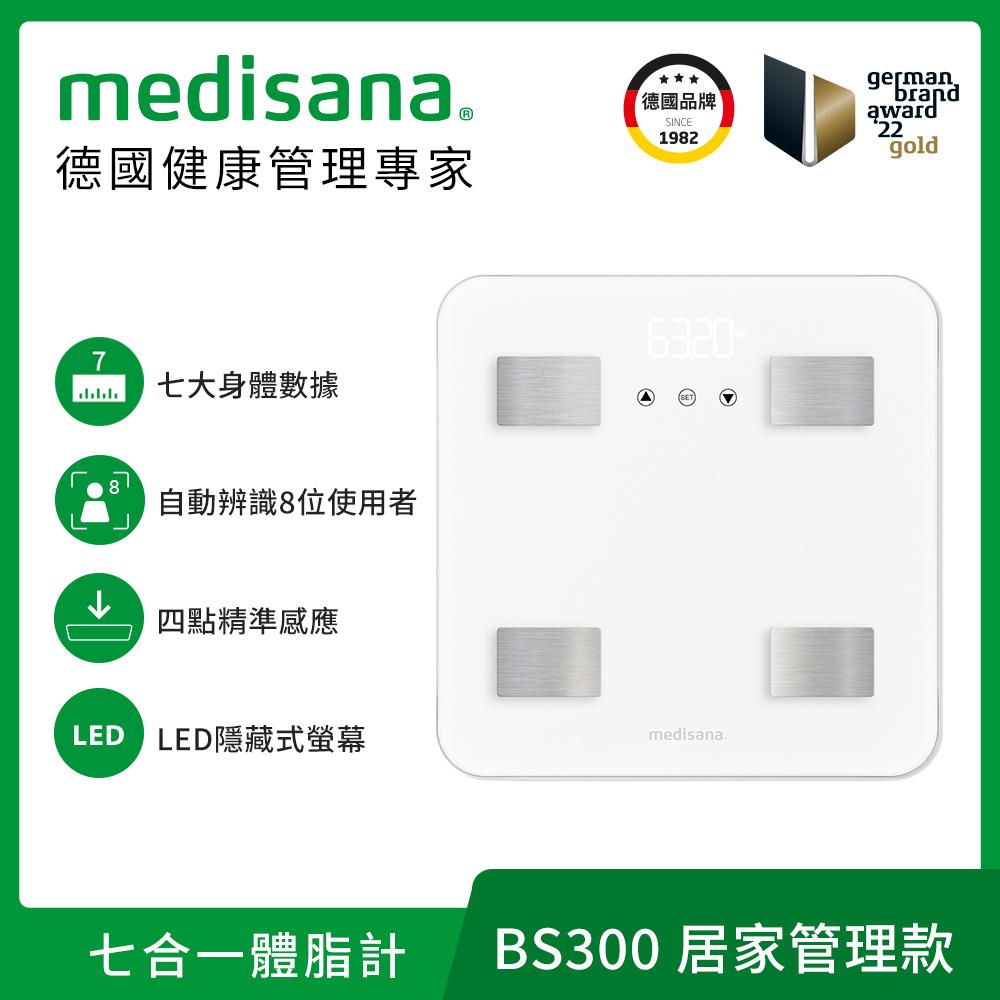 medisana®
德國健康管理專家
德國品牌
SINCE
1982
german
brand
award
'22
gold
6320 KG
SET
7
七大身體數據
8
自動辨識8位使用者
四點精準感應
LED
LED隱藏式螢幕
medisana.
七合一體脂計
BS300 居家管理款